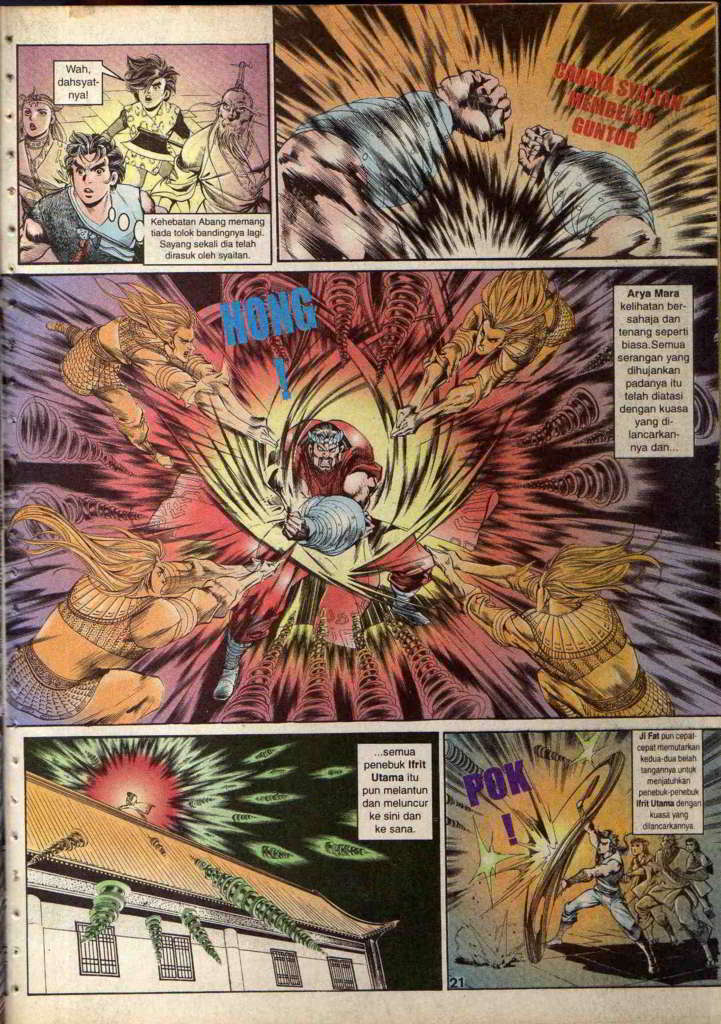 Wah,
dahsyat-
nya!
Kehebatan Abang memang
tiada tolok bandingnya lagi.
Sayang sekali dia telah
dirasuk oleh syaitan.
CAHAYA SYAITAN
MEMBELAH
GUNTUR
HONG
!
Arya Mara
kelihatan ber-
sahaja dan
tenang seperti
biasa.Semua
serangan yang
dihujankan
padanya itu
telah diatasi
dengan kuasa
yang di-
lancarkan-
nya dan...
...semua
penebuk Ifrit
Utama itu
pun melantun
dan meluncur
ke sini dan
ke sana.
POK
!
Ji Fat pun cepat-
cepat memutarkan
kedua-dua belah
tangannya untuk
menjatuhkan
penebuk-penebuk
Ifrit Utama dengan
kuasa yang
dilancarkannya.
21